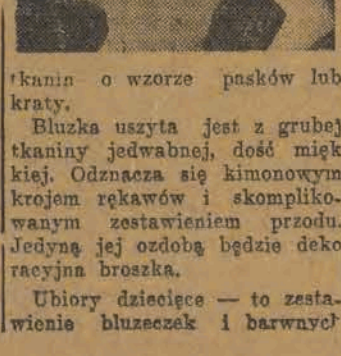 tkanin o wzorze pasków lub
kraty.
Bluzka uszyta jest z grubej
tkaniny jedwabnej, dość mięk
kiej. Odznacza się kimonowym
krojem rękawów i skompliko-
wanym zestawieniem przodu.
Jedyną jej ozdobą będzie deko
racyjna broszka.
Ubiory dziecięce — to zesta-
wienie bluzeczek i barwnych